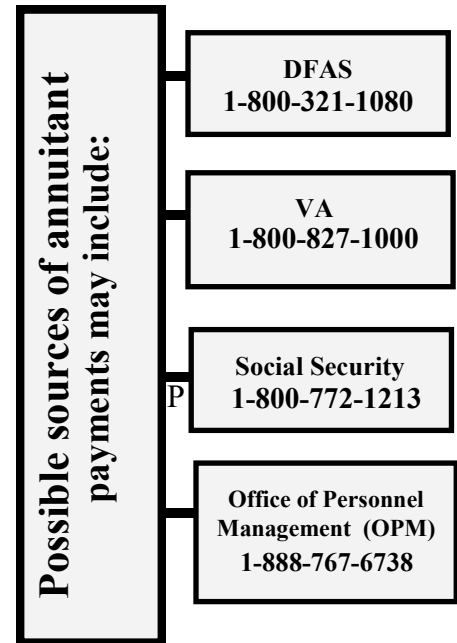 Possible sources of annuitant
payments may include:
DFAS
1-800-321-1080
VA
1-800-827-1000
Social Security
1-800-772-1213
P
Office of Personnel
Management (OPM)
1-888-767-6738